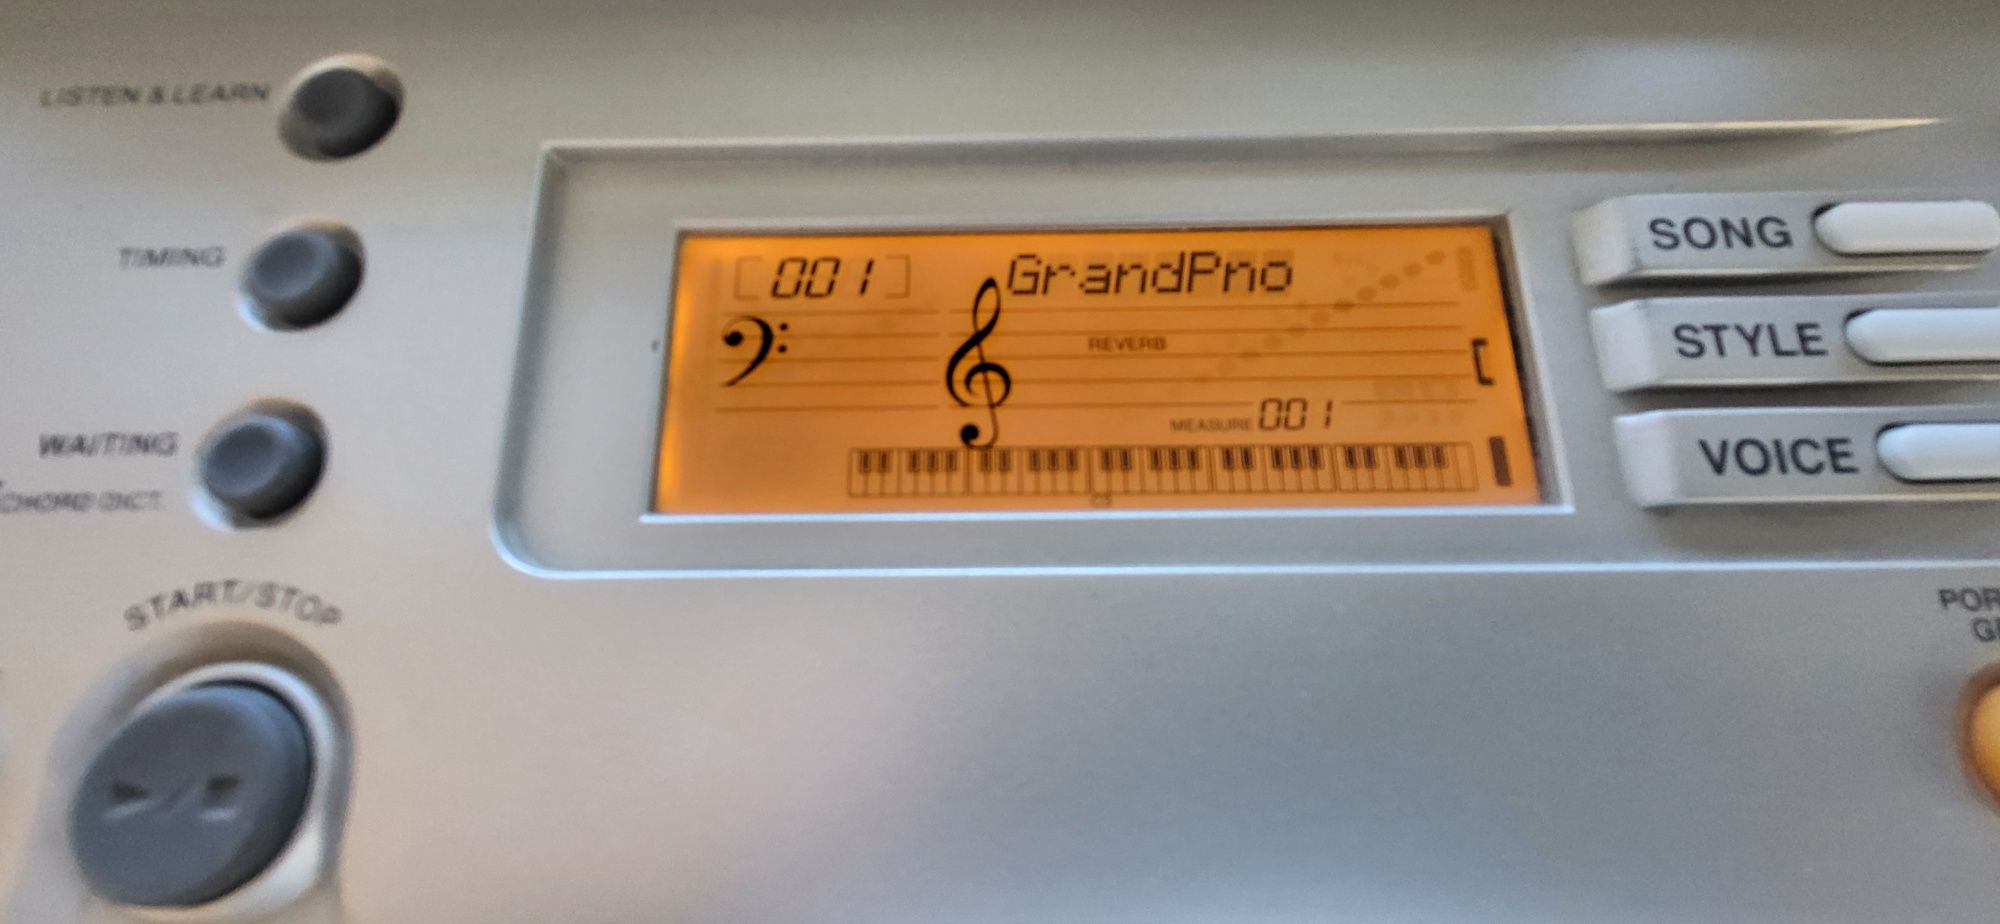 LISTEN & LEARN
TIMING
WAITING
CHORD DICT.
START/STOP
001 GrandPno
REVERB
MEASURE 001
SONG
STYLE
VOICE